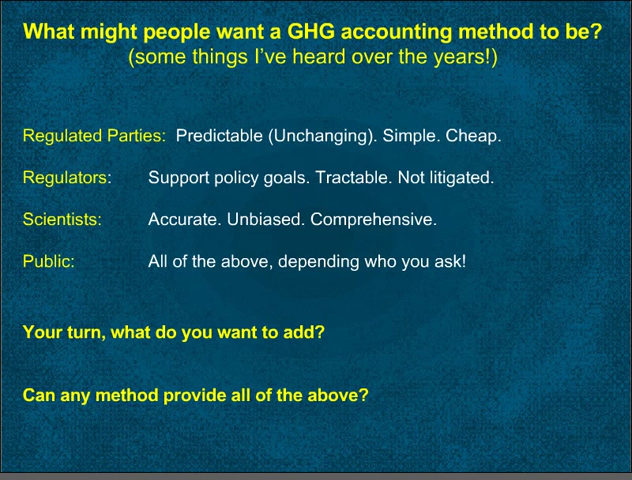 What might people want a GHG accounting method to be?
(some things I've heard over the years!)
Regulated Parties: Predictable (Unchanging). Simple. Cheap.
Regulators: Support policy goals. Tractable. Not litigated.
Scientists: Accurate. Unbiased. Comprehensive.
Public: All of the above, depending who you ask!
Your turn, what do you want to add?
Can any method provide all of the above?